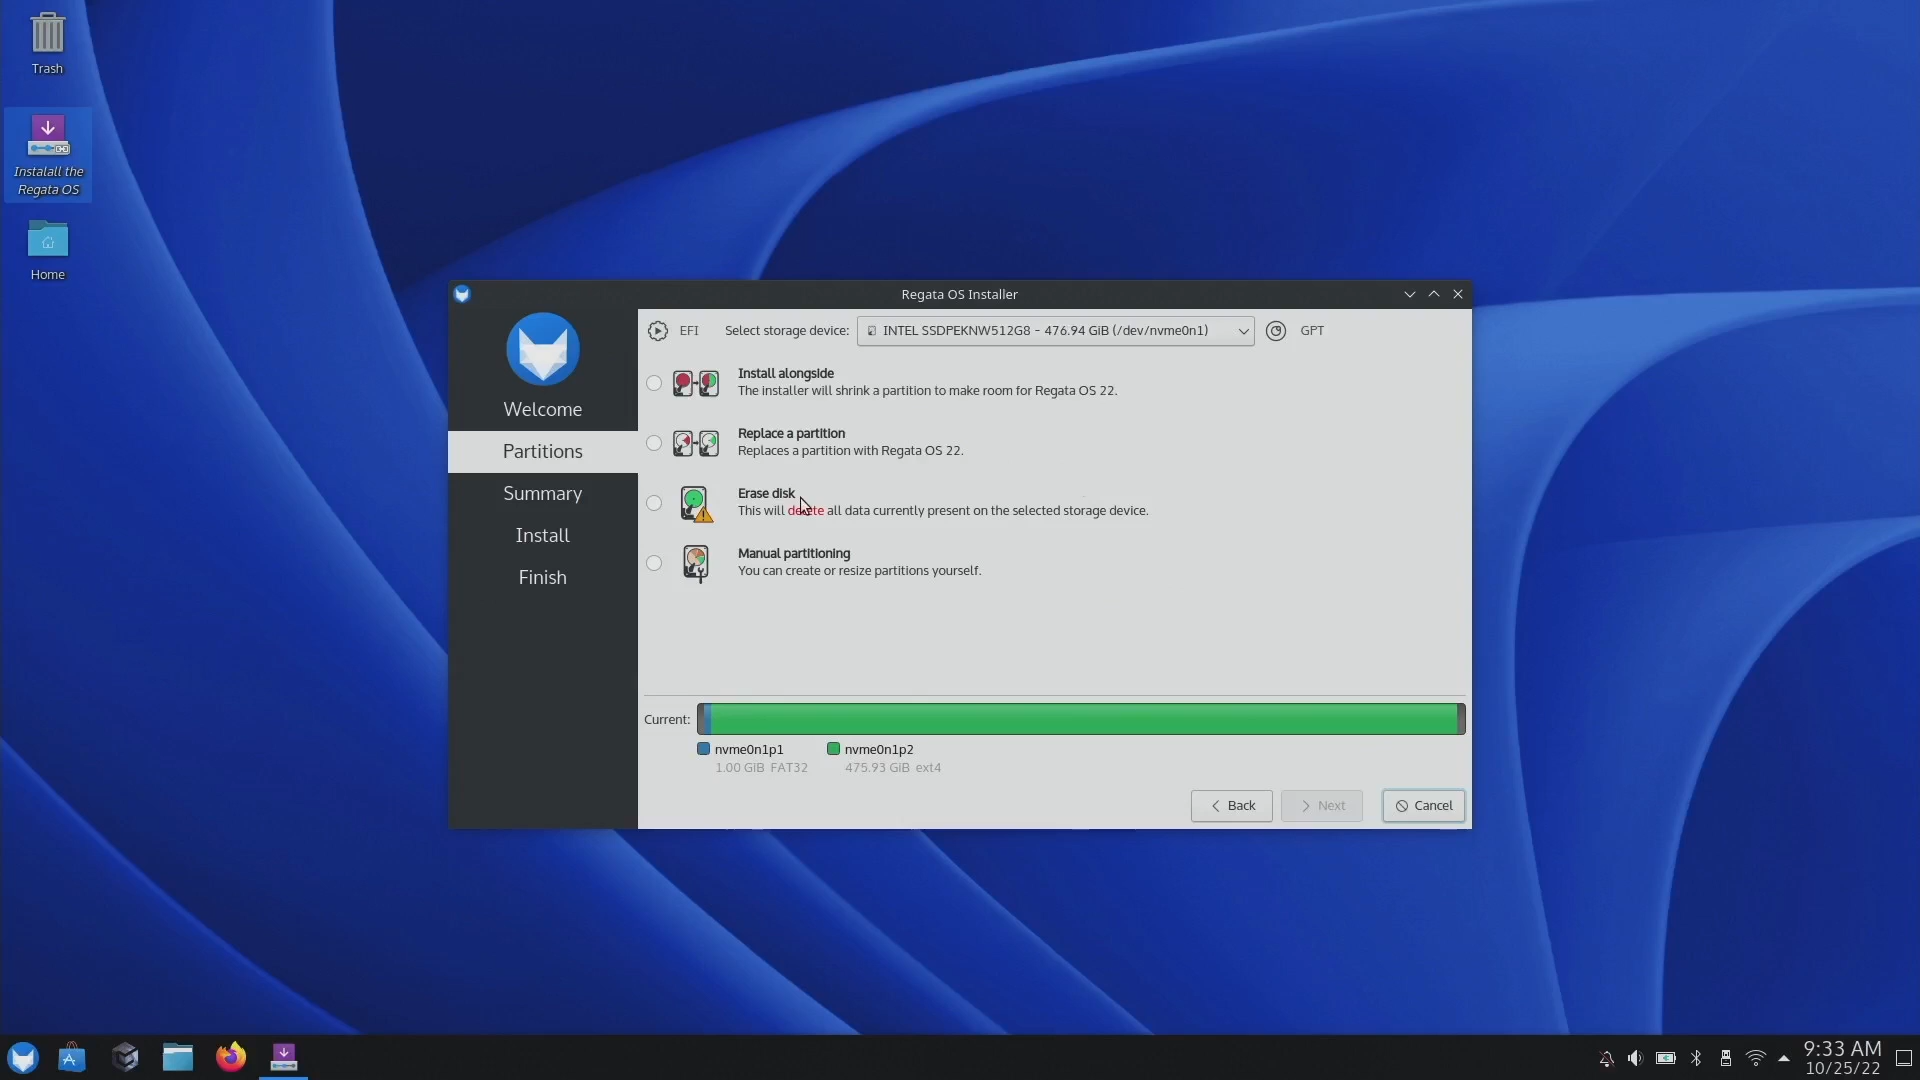 Trash
Instalall the
Regata OS
Home
Regata OS Installer
Welcome
Partitions
Summary
Install
Finish
EFI
Select storage device:
INTEL SSDPEKNW512G8 - 476.94 GiB (/dev/nvme0n1)
GPT
Install alongside
The installer will shrink a partition to make room for Regata OS 22.
Replace a partition
Replaces a partition with Regata OS 22.
Erase disk
This will delete all data currently present on the selected storage device.
Manual partitioning
You can create or resize partitions yourself.
Current:
nvme0n1p1
1.00 GiB FAT32
nvme0n1p2
475.93 GiB ext4
Back
Next
Cancel
9:33 AM
10/25/22